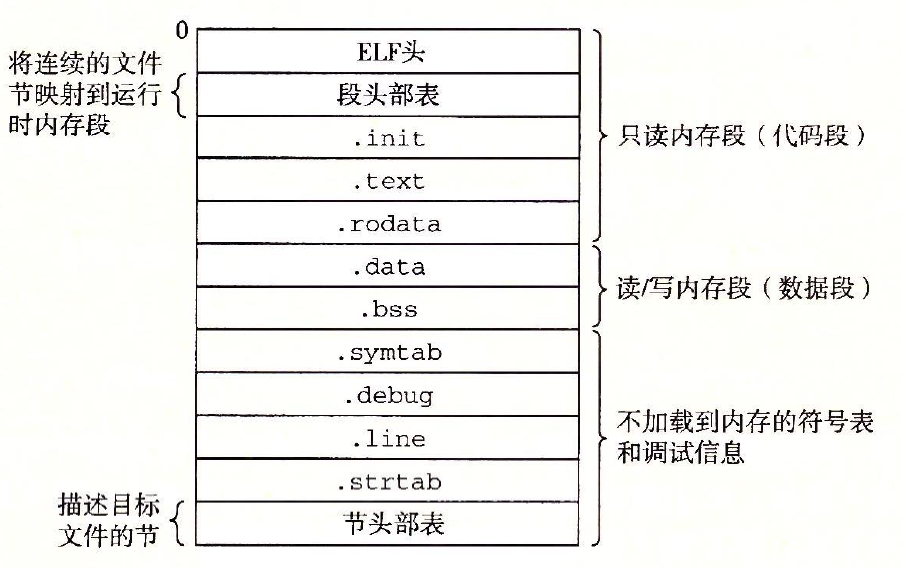 0
ELF头
将连续的文件
节映射到运行
时内存段
段头部表
.init
只读内存段（代码段）
.text
.rodata
.data
读/写内存段（数据段）
.bss
.symtab
.debug
.line
不加载到内存的符号表
和调试信息
.strtab
描述目标
文件的节
节头部表